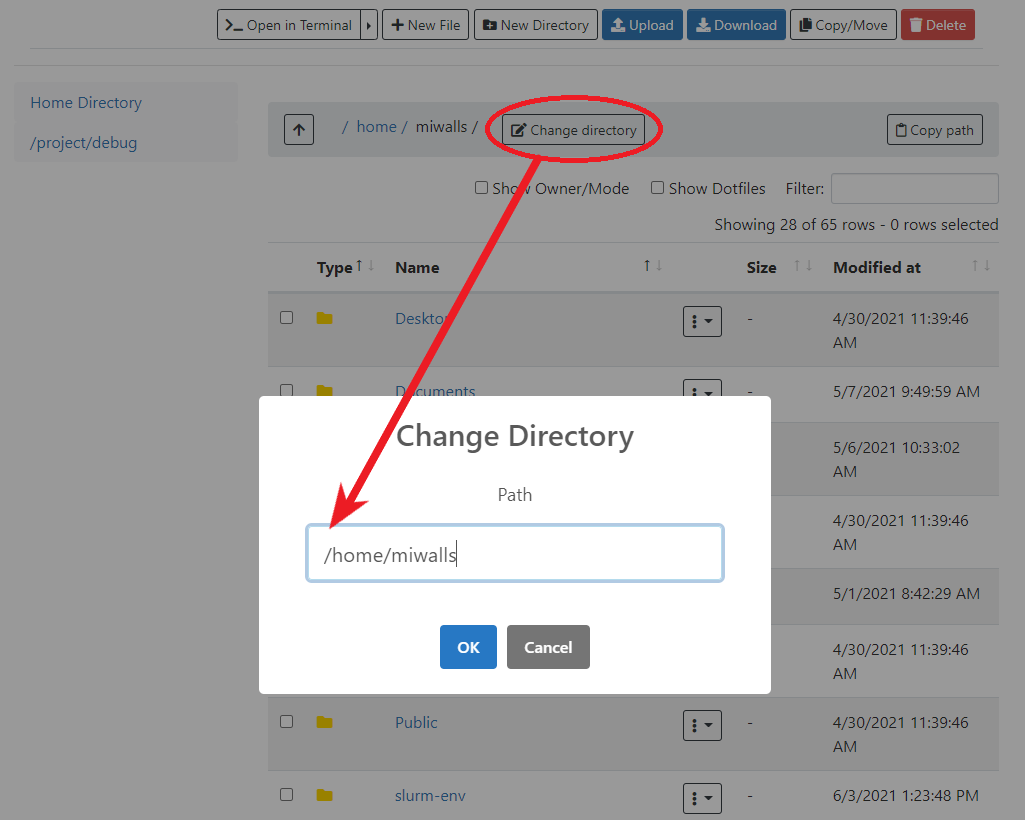 Open in Terminal New File New Directory Upload Download Copy/Move Delete
Home Directory
/project/debug
/ home / miwalls / Change directory Copy path
Show Owner/Mode Show Dotfiles Filter:
Showing 28 of 65 rows - 0 rows selected
Type Name Size Modified at
Desktop - 4/30/2021 11:39:46
AM
Documents - 5/7/2021 9:49:59 AM
5/6/2021 10:33:02
AM
4/30/2021 11:39:46
AM
5/1/2021 8:42:29 AM
4/30/2021 11:39:46
AM
Change Directory
Path
/home/miwalls
OK Cancel
Public - 4/30/2021 11:39:46
AM
slurm-env - 6/3/2021 1:23:48 PM